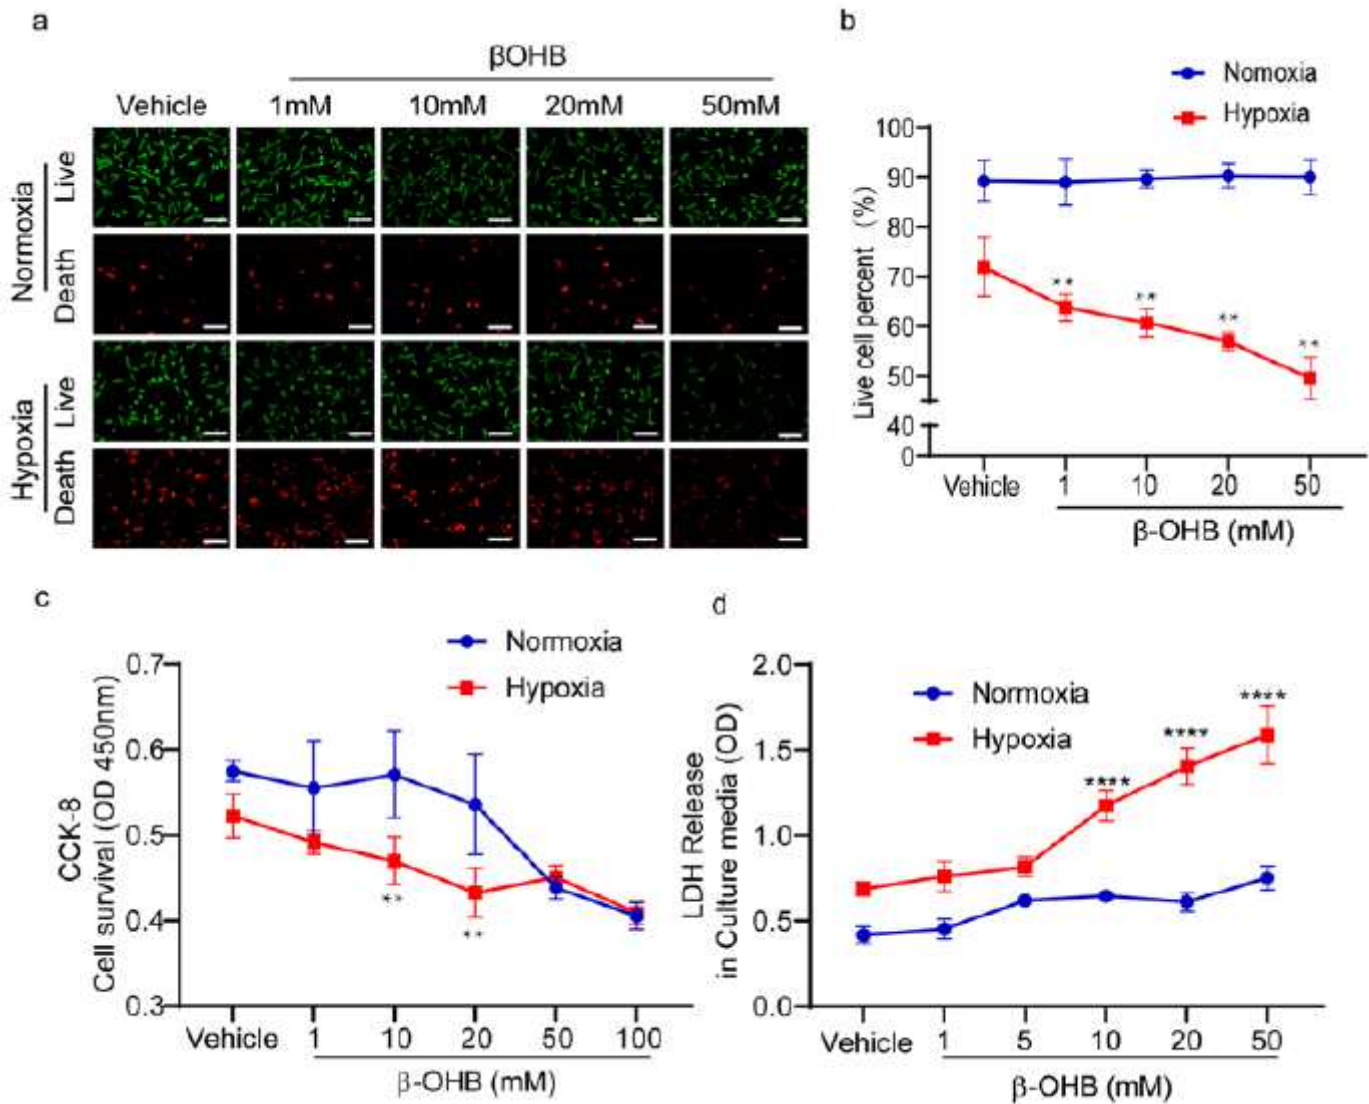 a
βOHB
Vehicle 1mM 10mM 20mM 50mM
Normoxia
Live
Death
Hypoxia
Live
Death
b
Nomoxia
Hypoxia
Live cell percent (%)
100
90
80
70
60
50
40
0
**
**
**
**
Vehicle 1 10 20 50
β-OHB (mM)
c
Normoxia
Hypoxia
CCK-8
Cell survival (OD 450nm)
0.7
0.6
0.5
0.4
0.3
**
**
Vehicle 1 10 20 50 100
β-OHB (mM)
d
Normoxia
Hypoxia
LDH Release
in Culture media (OD)
2.0
1.5
1.0
0.5
0.0
****
****
****
Vehicle 1 5 10 20 50
β-OHB (mM)